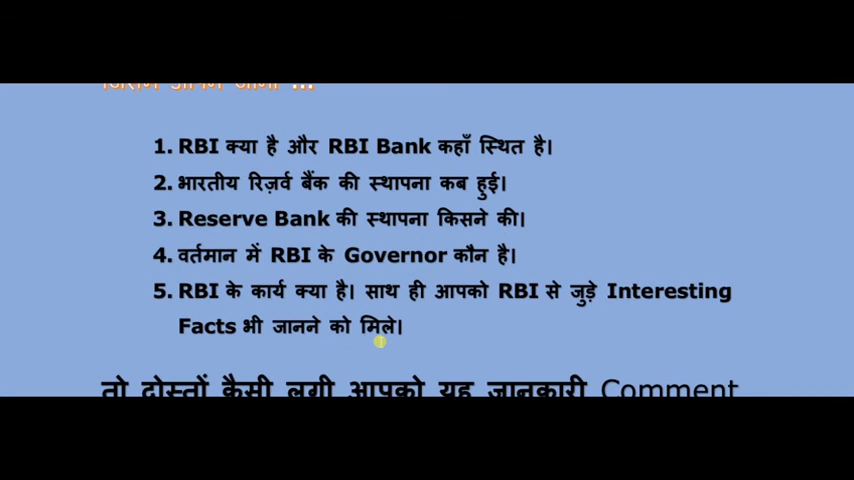 ...
1. RBI क्या है और RBI Bank कहाँ स्थित है।
2. भारतीय रिज़र्व बैंक की स्थापना कब हुई।
3. Reserve Bank की स्थापना किसने की।
4. वर्तमान में RBI के Governor कौन है।
5. RBI के कार्य क्या है। साथ ही आपको RBI से जुड़े Interesting
Facts भी जानने को मिले।
तो दोस्तों कैसी लगी आपको यह जानकारी Comment